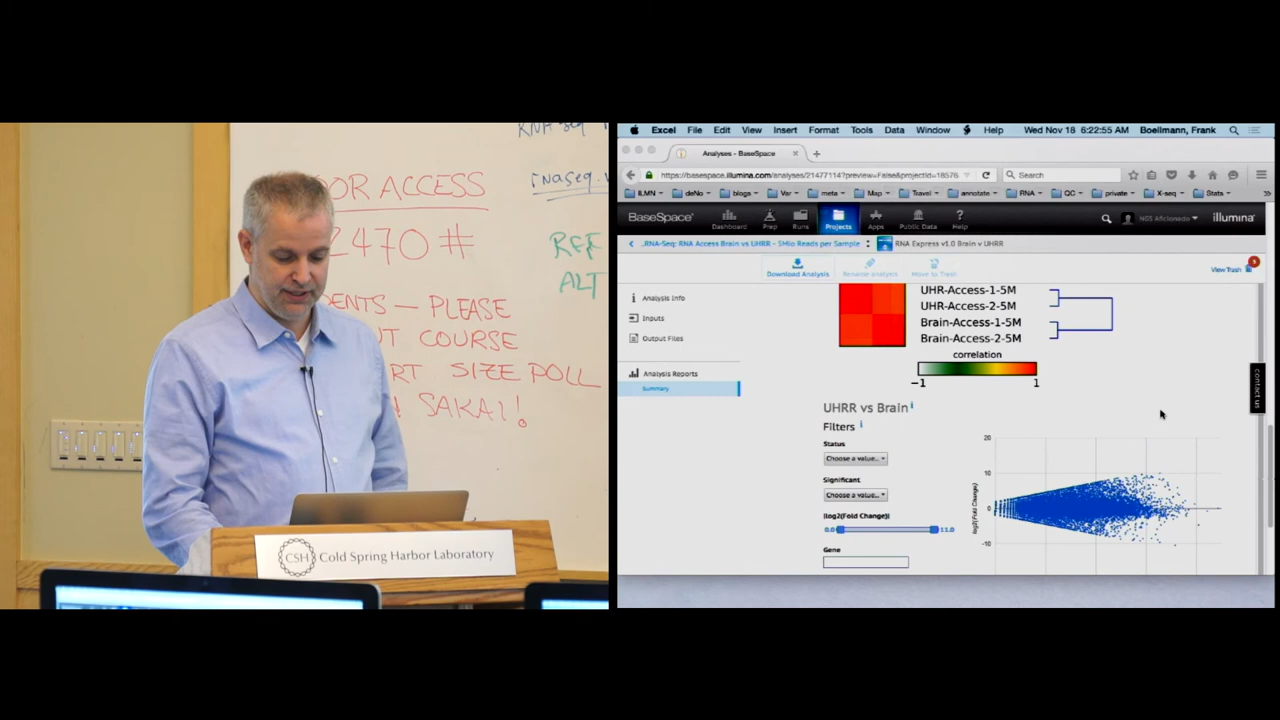 RNA-seq
rnaseq.
OOR ACCESS
2470 #
REF
ALT
DENTS — PLEASE
UT COURSE
RT SIZE POLL
! SAKAI!
CSH Cold Spring Harbor Laboratory
Excel File Edit View Insert Format Tools Data Window Help Wed Nov 18 6:22:55 AM Boellmann, Frank
Analyses - BaseSpace
https://basespace.illumina.com/analyses/21477114?preview=False&projectId=18576 Search
ILMN deNo blogs Var meta Map Travel annotate RNA QC private X-seq Stats
BaseSpace Dashboard Prep Runs Projects Apps Public Data Help NGS Aficionado illumina
..RNA-Seq: RNA Access Brain vs UHRR - 5Mio Reads per Sample : RNA Express v1.0 Brain v UHRR
Download Analysis Rename analysis Move to Trash View Trash
Analysis Info
Inputs
Output Files
Analysis Reports
Summary
UHR-Access-1-5M
UHR-Access-2-5M
Brain-Access-1-5M
Brain-Access-2-5M
correlation
−1 1
contact us
UHRR vs Brain
Filters
Status
Choose a value...
Significant
Choose a value...
|log2(Fold Change)|
0.0 11.0
Gene
log2(Fold Change)
20
10
0
-10